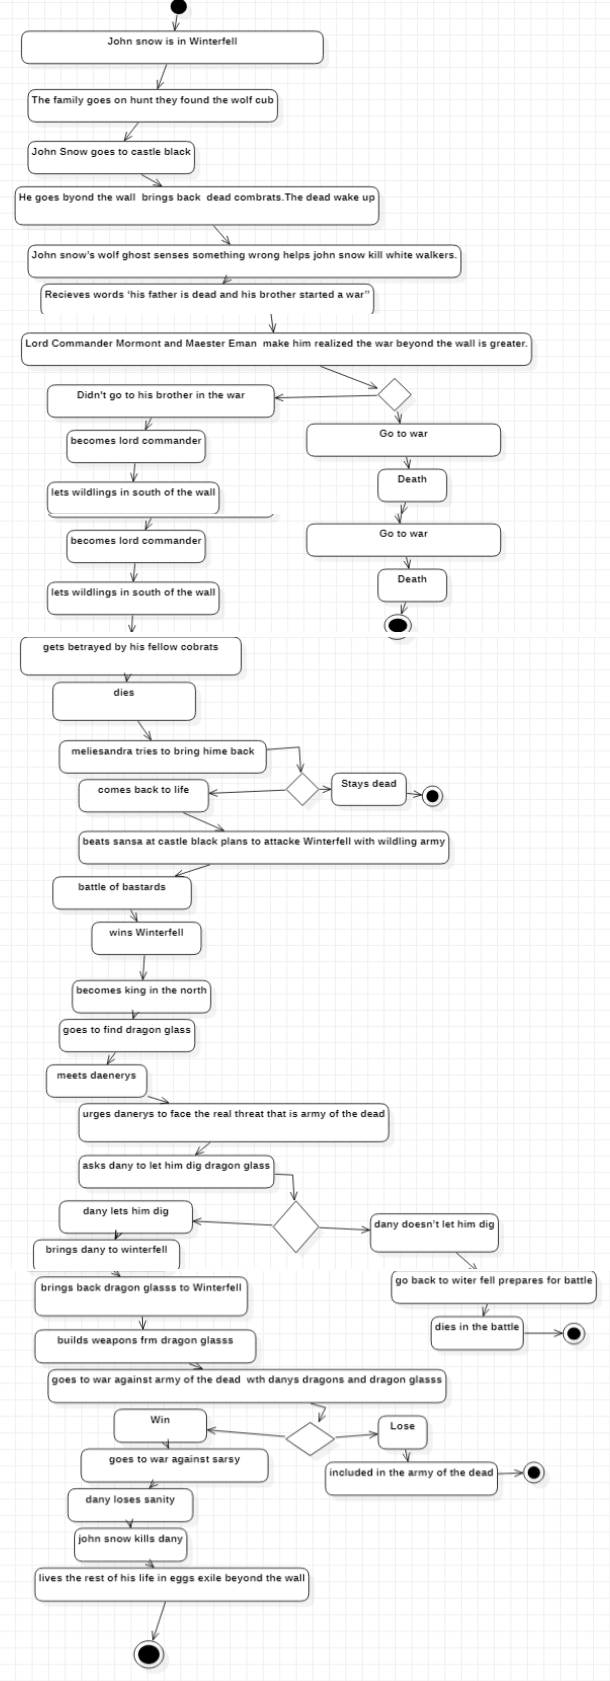 John snow is in Winterfell
The family goes on hunt they found the wolf cub
John Snow goes to castle black
He goes byond the wall brings back dead combrats.The dead wake up
John snow's wolf ghost senses something wrong helps john snow kill white walkers.
Recieves words 'his father is dead and his brother started a war"
Lord Commander Mormont and Maester Eman make him realized the war beyond the wall is greater.
Didn't go to his brother in the war
Go to war
becomes lord commander
Death
lets wildlings in south of the wall
Go to war
becomes lord commander
Death
lets wildlings in south of the wall
gets betrayed by his fellow cobrats
dies
meliesandra tries to bring hime back
Stays dead
comes back to life
beats sansa at castle black plans to attacke Winterfell with wildling army
battle of bastards
wins Winterfell
becomes king in the north
goes to find dragon glass
meets daenerys
urges danerys to face the real threat that is army of the dead
asks dany to let him dig dragon glass
dany lets him dig
dany doesn't let him dig
brings dany to winterfell
go back to witer fell prepares for battle
brings back dragon glasss to Winterfell
dies in the battle
builds weapons frm dragon glasss
goes to war against army of the dead wth danys dragons and dragon glasss
Win
Lose
goes to war against sarsy
included in the army of the dead
dany loses sanity
john snow kills dany
lives the rest of his life in eggs exile beyond the wall